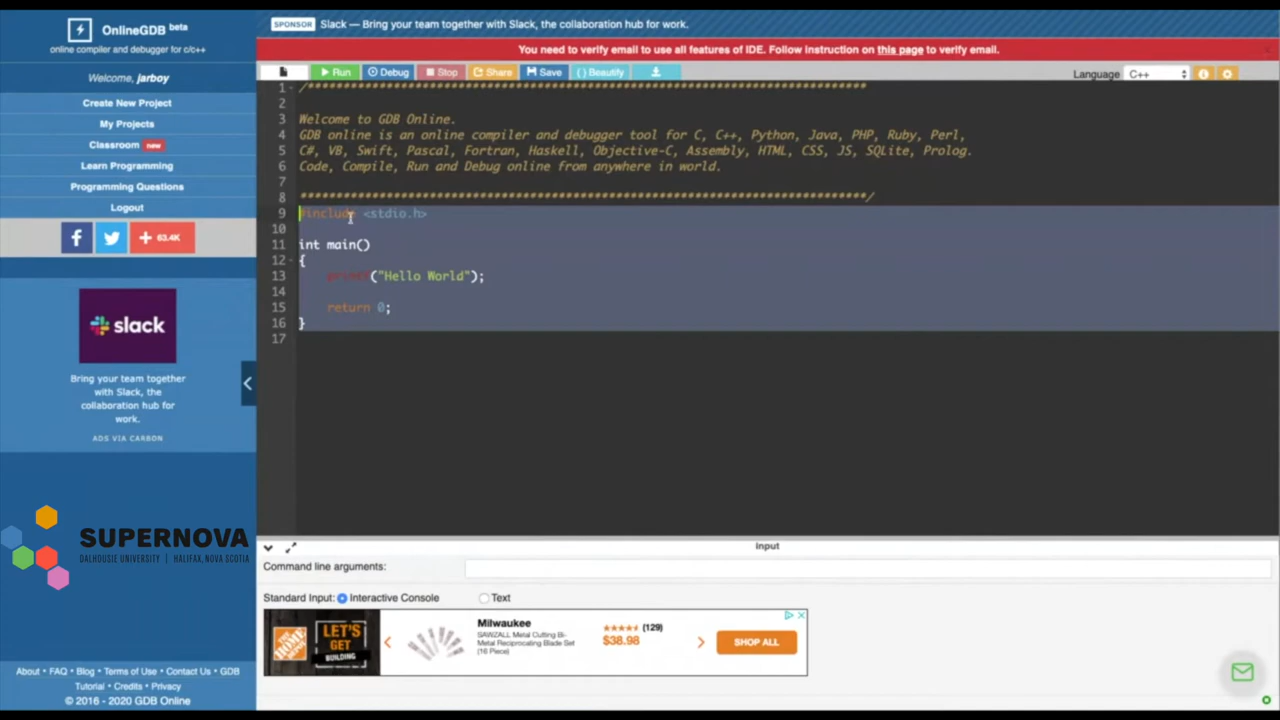 OnlineGDB beta
online compiler and debugger for c/c++
Welcome, jarboy
Create New Project
My Projects
Classroom new
Learn Programming
Programming Questions
Logout
f
+ 63.4K
slack
Bring your team together
with Slack, the
collaboration hub for
work.
ADS VIA CARBON
SUPERNOVA
DALHOUSIE UNIVERSITY | HALIFAX, NOVA SCOTIA
About • FAQ • Blog • Terms of Use • Contact Us • GDB
Tutorial • Credits • Privacy
© 2016 - 2020 GDB Online
SPONSOR Slack — Bring your team together with Slack, the collaboration hub for work.
You need to verify email to use all features of IDE. Follow instruction on this page to verify email.
Run Debug Stop Share Save { } Beautify
Language C++
1 /*******************************************************************************
2
3 Welcome to GDB Online.
4 GDB online is an online compiler and debugger tool for C, C++, Python, Java, PHP, Ruby, Perl,
5 C#, VB, Swift, Pascal, Fortran, Haskell, Objective-C, Assembly, HTML, CSS, JS, SQLite, Prolog.
6 Code, Compile, Run and Debug online from anywhere in world.
7
8 *******************************************************************************/
9 #include <stdio.h>
10
11 int main()
12 {
13 printf("Hello World");
14
15 return 0;
16 }
17
input
Command line arguments:
Standard Input: Interactive Console Text
THE HOME DEPOT
LET'S
GET
BUILDING
Milwaukee
SAWZALL Metal Cutting Bi-
Metal Reciprocating Blade Set
(16 Piece)
(129)
$38.98
SHOP ALL